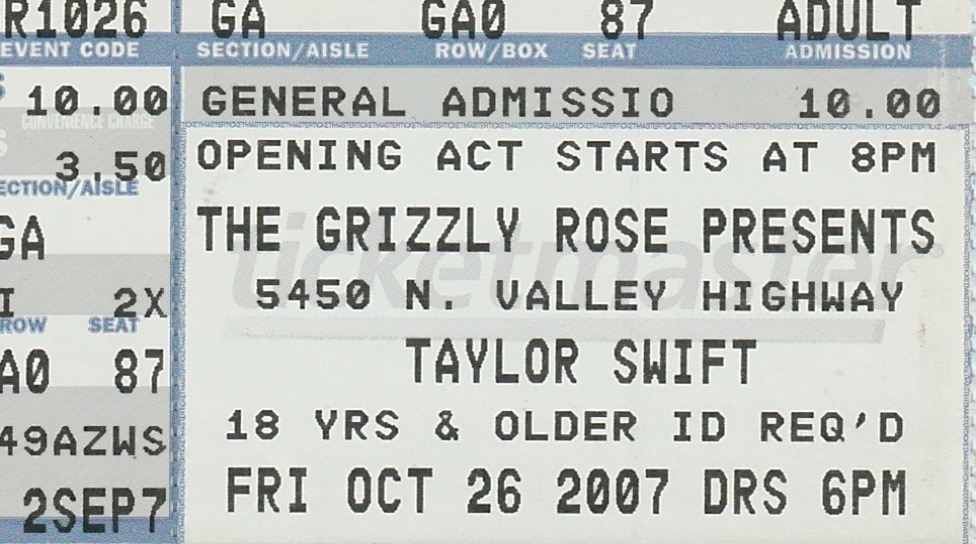 R1026 GA GA0 87 ADULT
EVENT CODE SECTION/AISLE ROW/BOX SEAT ADMISSION
10.00 GENERAL ADMISSIO 10.00
CONVENIENCE CHARGE
3.50 OPENING ACT STARTS AT 8PM
ECTION/AISLE
GA THE GRIZZLY ROSE PRESENTS
ticketmaster
2X 5450 N. VALLEY HIGHWAY
ROW SEAT
A0 87 TAYLOR SWIFT
49AZWS 18 YRS & OLDER ID REQ'D
2SEP7 FRI OCT 26 2007 DRS 6PM